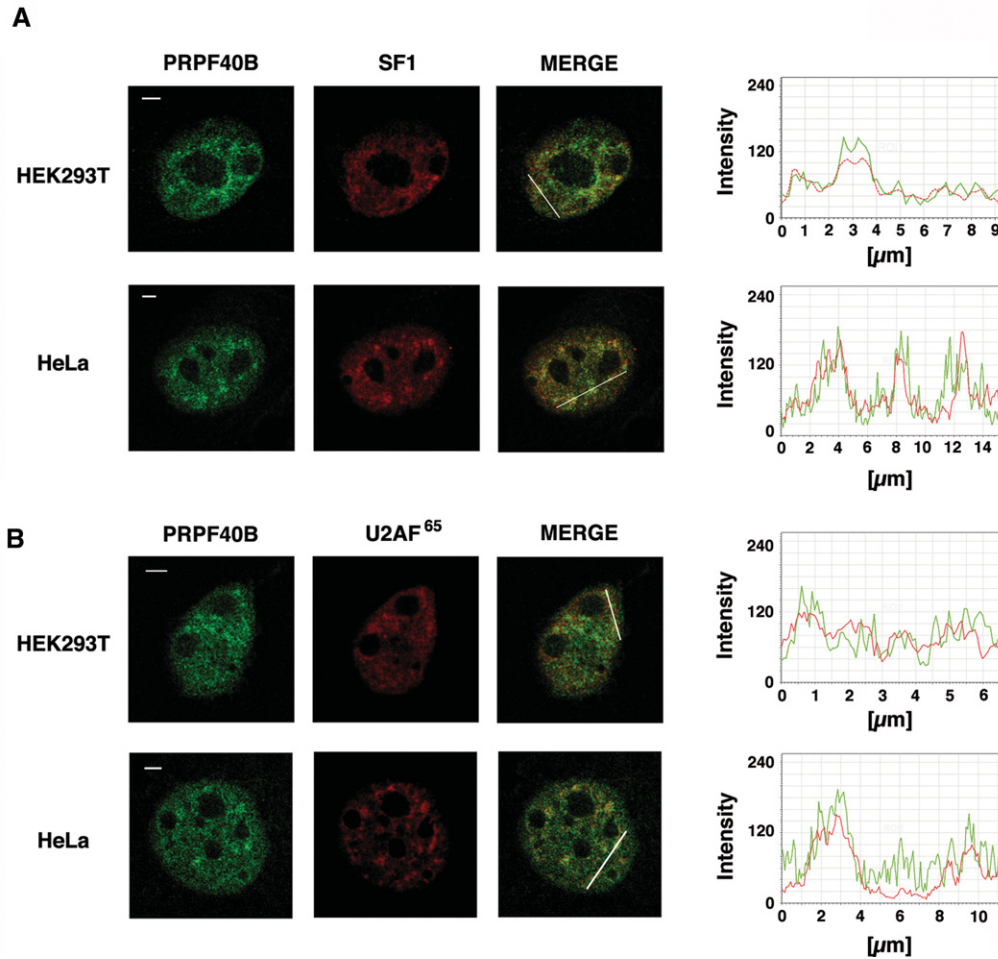 A
PRPF40B SF1 MERGE
HEK293T
Intensity
240
120
0
0 1 2 3 4 5 6 7 8 9
[µm]
HeLa
Intensity
240
120
0
0 2 4 6 8 10 12 14
[µm]
B
PRPF40B U2AF65 MERGE
HEK293T
Intensity
240
120
0
0 1 2 3 4 5 6
[µm]
HeLa
Intensity
240
120
0
0 2 4 6 8 10
[µm]